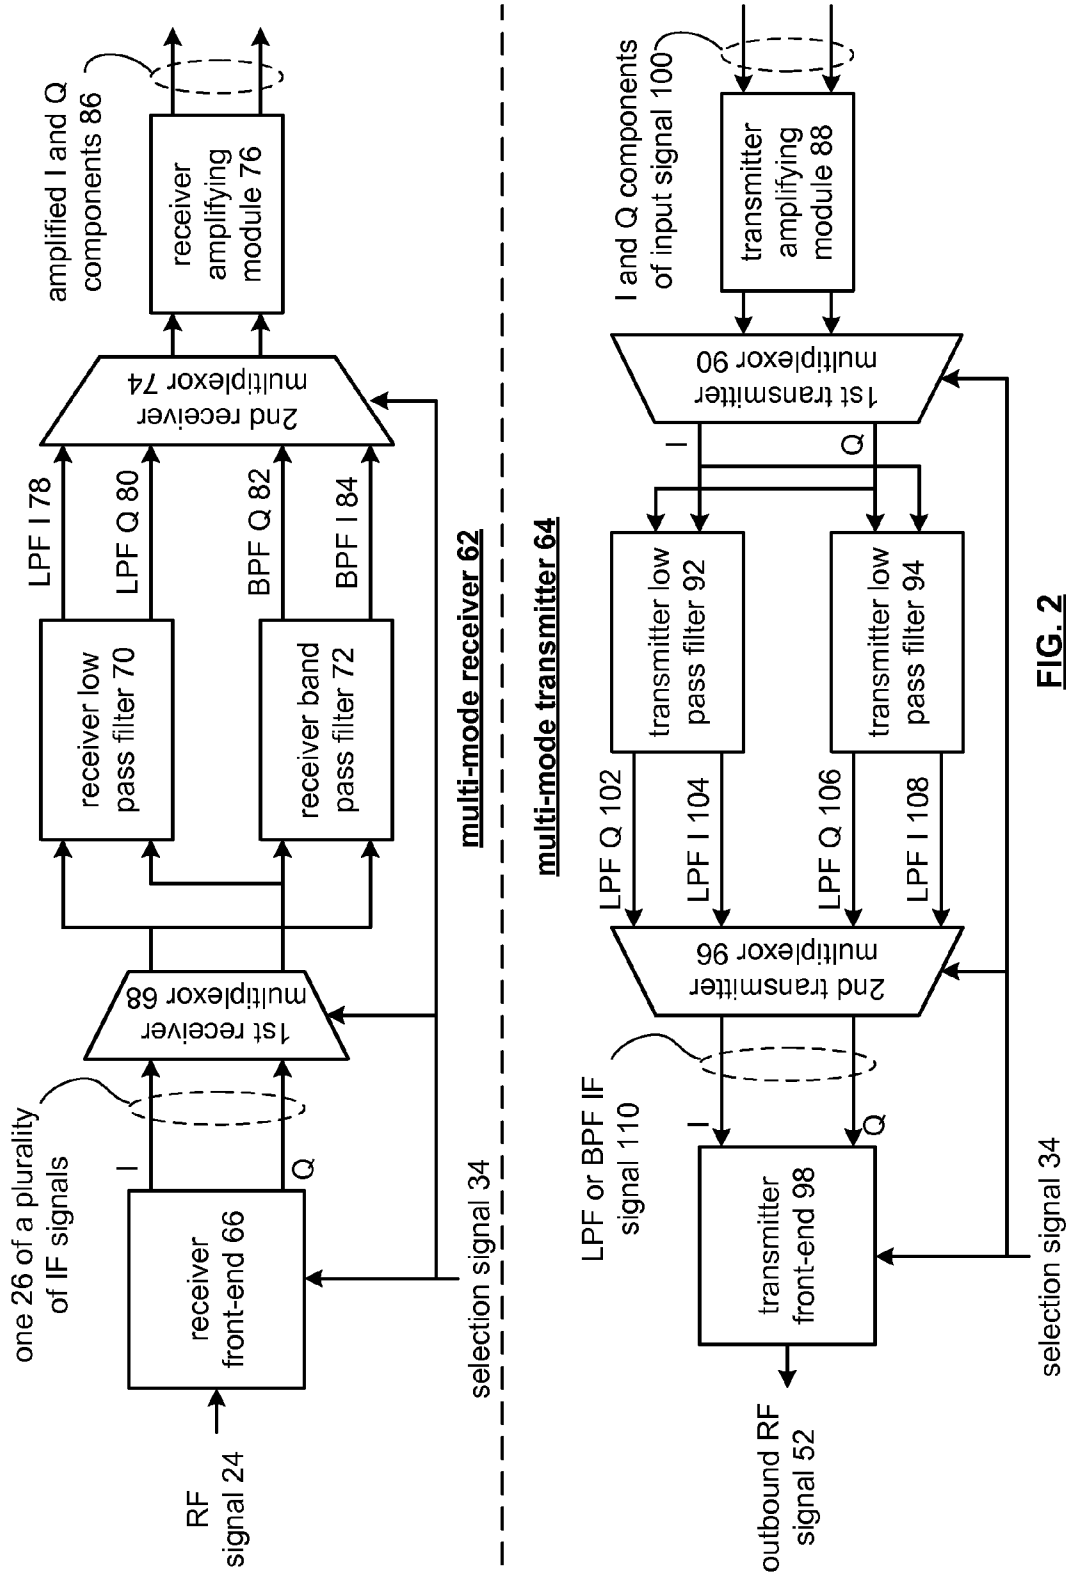 RF
signal 24
receiver
front-end 66
one 26 of a plurality
of IF signals
I
Q
1st receiver
multiplexor 68
receiver low
pass filter 70
receiver band
pass filter 72
LPF I 78
LPF Q 80
BPF Q 82
BPF I 84
2nd receiver
multiplexor 74
receiver
amplifying
module 76
amplified I and Q
components 86
selection signal 34
multi-mode receiver 62
multi-mode transmitter 64
outbound RF
signal 52
transmitter
front-end 98
LPF or BPF IF
signal 110
I
Q
2nd transmitter
multiplexor 96
LPF Q 102
LPF I 104
LPF Q 106
LPF I 108
transmitter low
pass filter 92
transmitter low
pass filter 94
I
Q
1st transmitter
multiplexor 90
transmitter
amplifying
module 88
I and Q components
of input signal 100
selection signal 34
FIG. 2